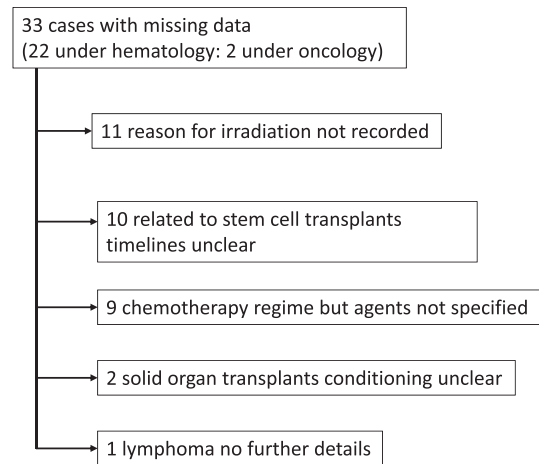 33 cases with missing data
(22 under hematology: 2 under oncology)
11 reason for irradiation not recorded
10 related to stem cell transplants
timelines unclear
9 chemotherapy regime but agents not specified
2 solid organ transplants conditioning unclear
1 lymphoma no further details